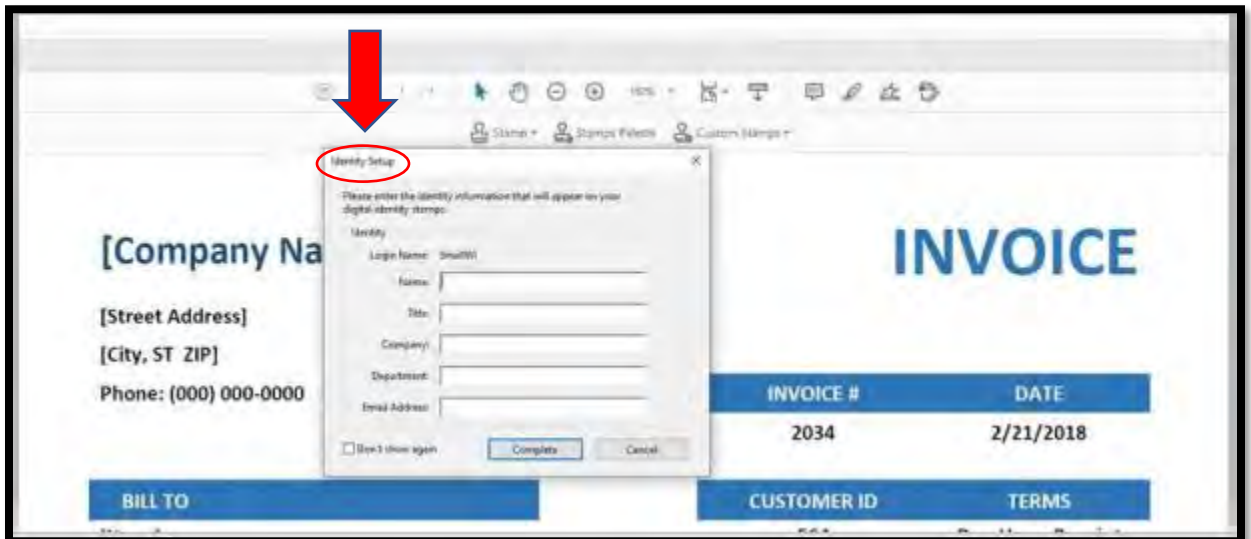 Stamp Stamps Palette Custom Stamps
Identity Setup
Please enter the identity information that will appear on your
digital identity stamps.
Identity
Login Name: SmallWJ
Name:
Title:
Company:
Department:
Email Address:
Don't show again
Complete Cancel
[Company Na
INVOICE
[Street Address]
[City, ST ZIP]
Phone: (000) 000-0000
INVOICE # DATE
2034 2/21/2018
BILL TO
CUSTOMER ID TERMS